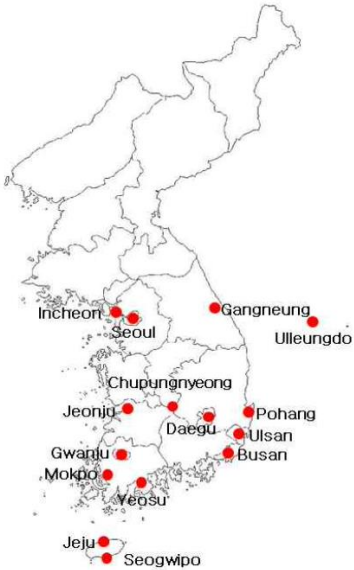 Incheon
Seoul
Gangneung
Ulleungdo
Chupungnyeong
Jeonju
Daegu
Pohang
Ulsan
Gwanju
Busan
Mokpo
Yeosu
Jeju
Seogwipo